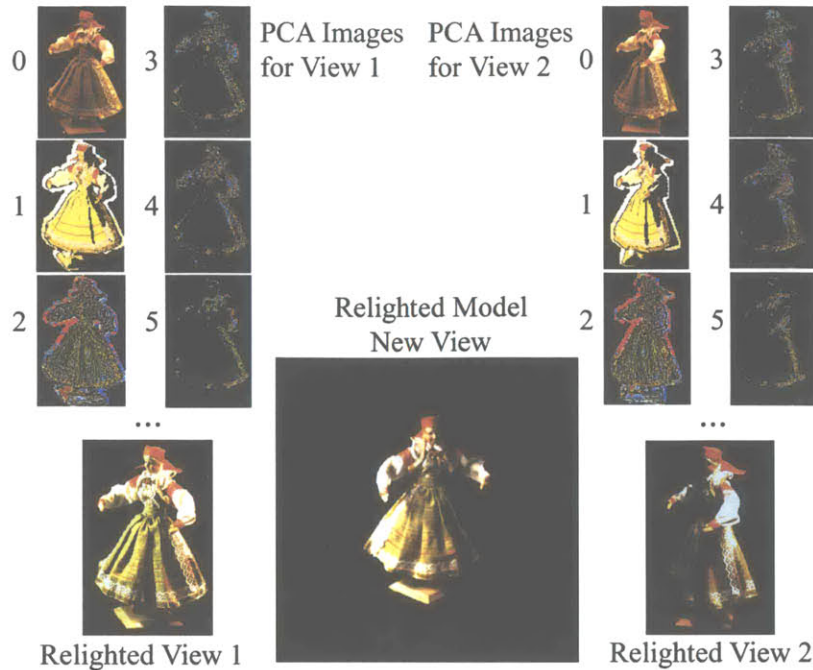 PCA Images
for View 1
0
3
1
4
2
5
...
PCA Images
for View 2
0
3
1
4
2
5
...
Relighted Model
New View
Relighted View 1
Relighted View 2